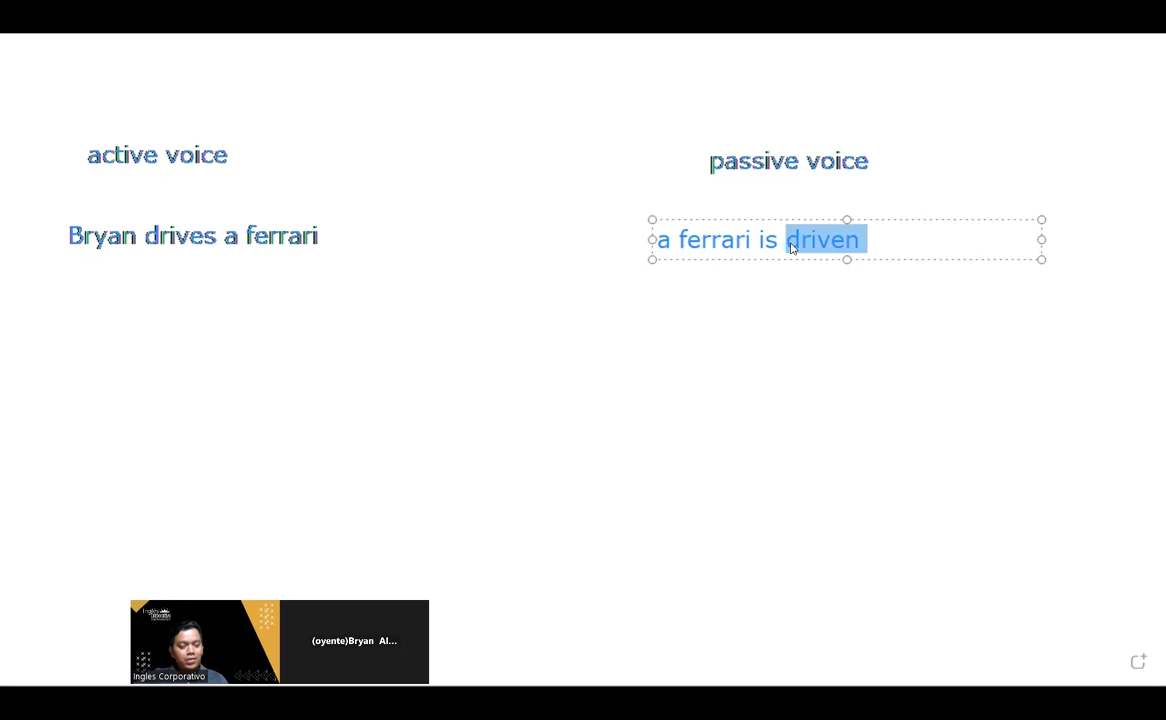 active voice
passive voice
Bryan drives a ferrari
a ferrari is driven
(oyente)Bryan Al...
Ingles Corporativo